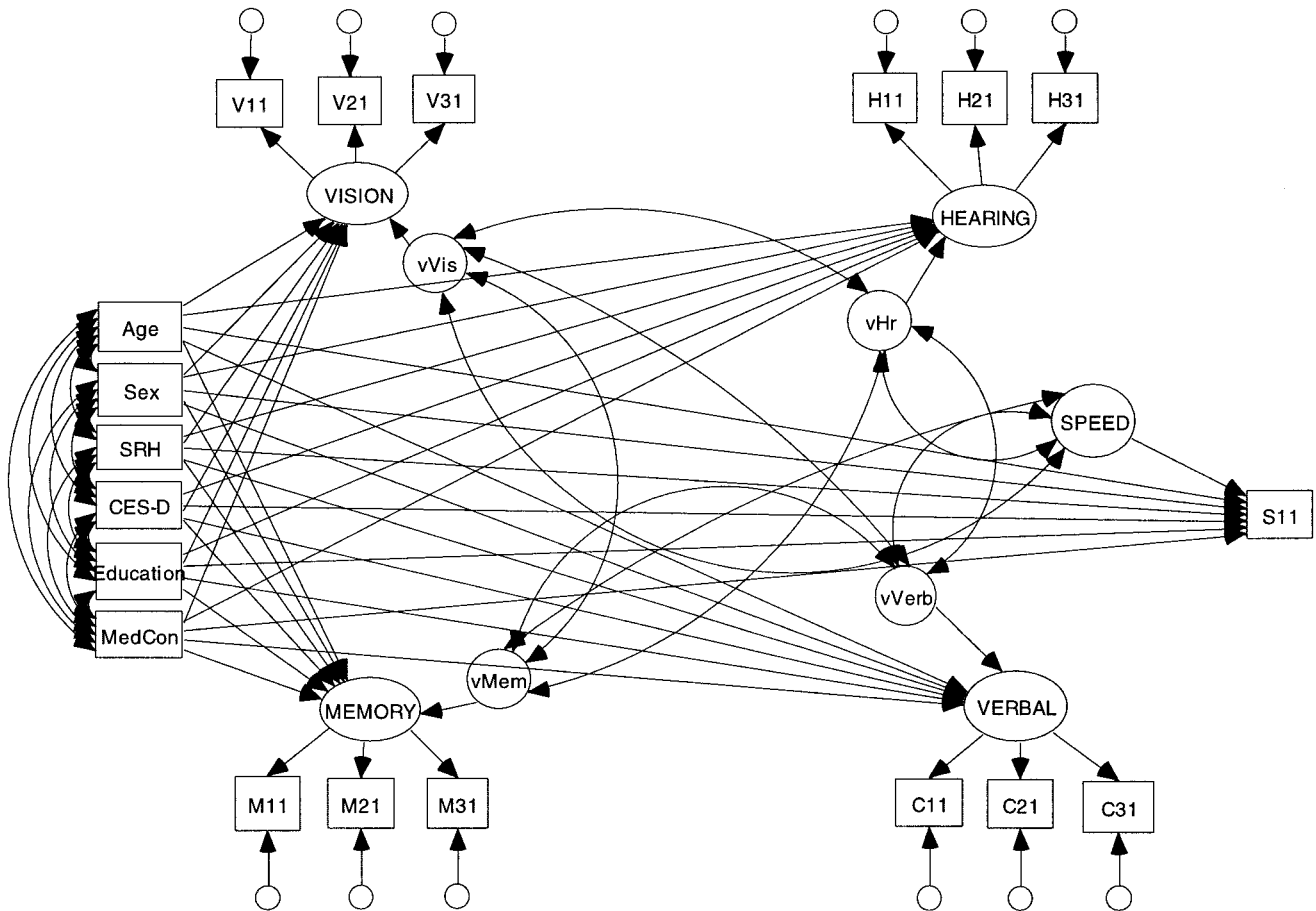 V11
V21
V31
H11
H21
H31
VISION
HEARING
vVis
vHr
Age
Sex
SRH
CES-D
Education
MedCon
SPEED
S11
vVerb
vMem
MEMORY
VERBAL
M11
M21
M31
C11
C21
C31